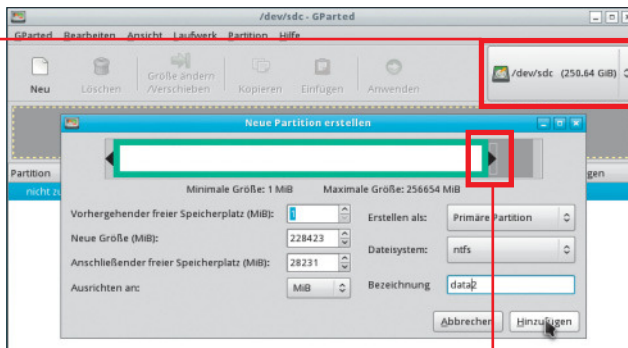 /dev/sdc - GParted
GParted Bearbeiten Ansicht Laufwerk Partition Hilfe
Neu
Löschen
Größe ändern
/Verschieben
Kopieren
Einfügen
Anwenden
/dev/sdc (250.64 GiB)
Neue Partition erstellen
Partition
gen
nicht zu
Minimale Größe: 1 MiB Maximale Größe: 256654 MiB
Vorhergehender freier Speicherplatz (MiB): 1
Erstellen als: Primäre Partition
Neue Größe (MiB): 228423
Dateisystem: ntfs
Anschließender freier Speicherplatz (MiB): 28231
Ausrichten an: MiB
Bezeichnung data2
Abbrechen Hinzufügen